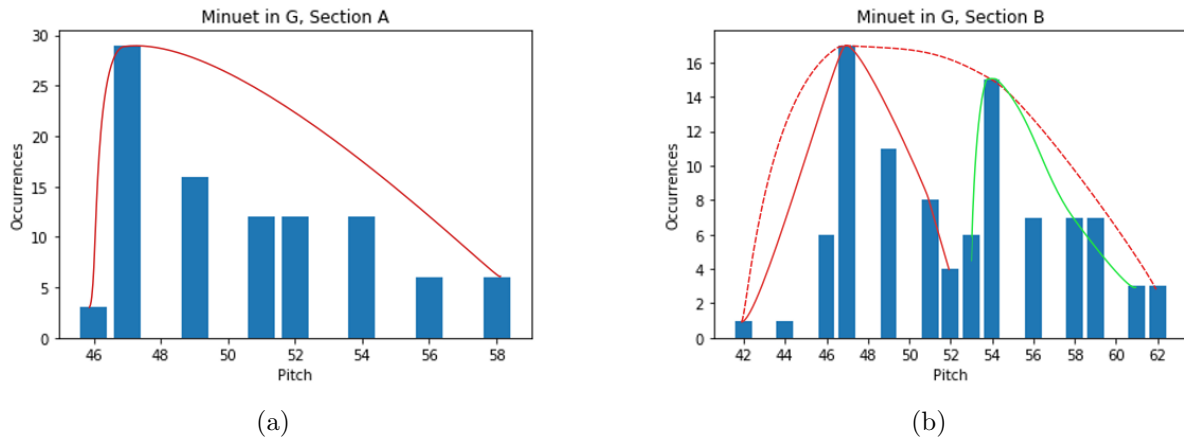 Minuet in G, Section A
30
25
20
15
10
5
0
Occurrences
46 48 50 52 54 56 58
Pitch
(a)
Minuet in G, Section B
16
14
12
10
8
6
4
2
0
Occurrences
42 44 46 48 50 52 54 56 58 60 62
Pitch
(b)